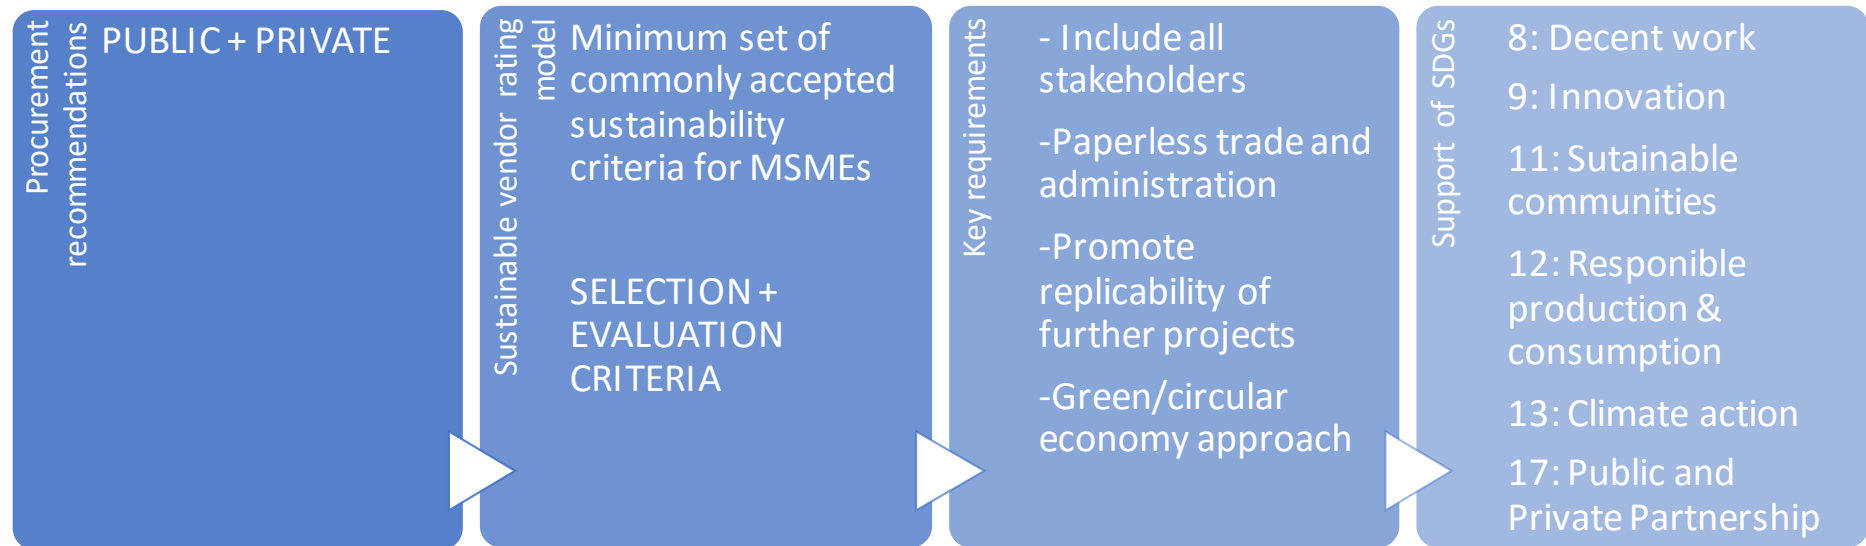 Procurement
recommendations
PUBLIC + PRIVATE
Sustainable vendor rating
model
Minimum set of
commonly accepted
sustainability
criteria for MSMEs
SELECTION +
EVALUATION
CRITERIA
Key requirements
- Include all
stakeholders
-Paperless trade and
administration
-Promote
replicability of
further projects
-Green/circular
economy approach
Support of SDGs
8: Decent work
9: Innovation
11: Sutainable
communities
12: Responible
production &
consumption
13: Climate action
17: Public and
Private Partnership